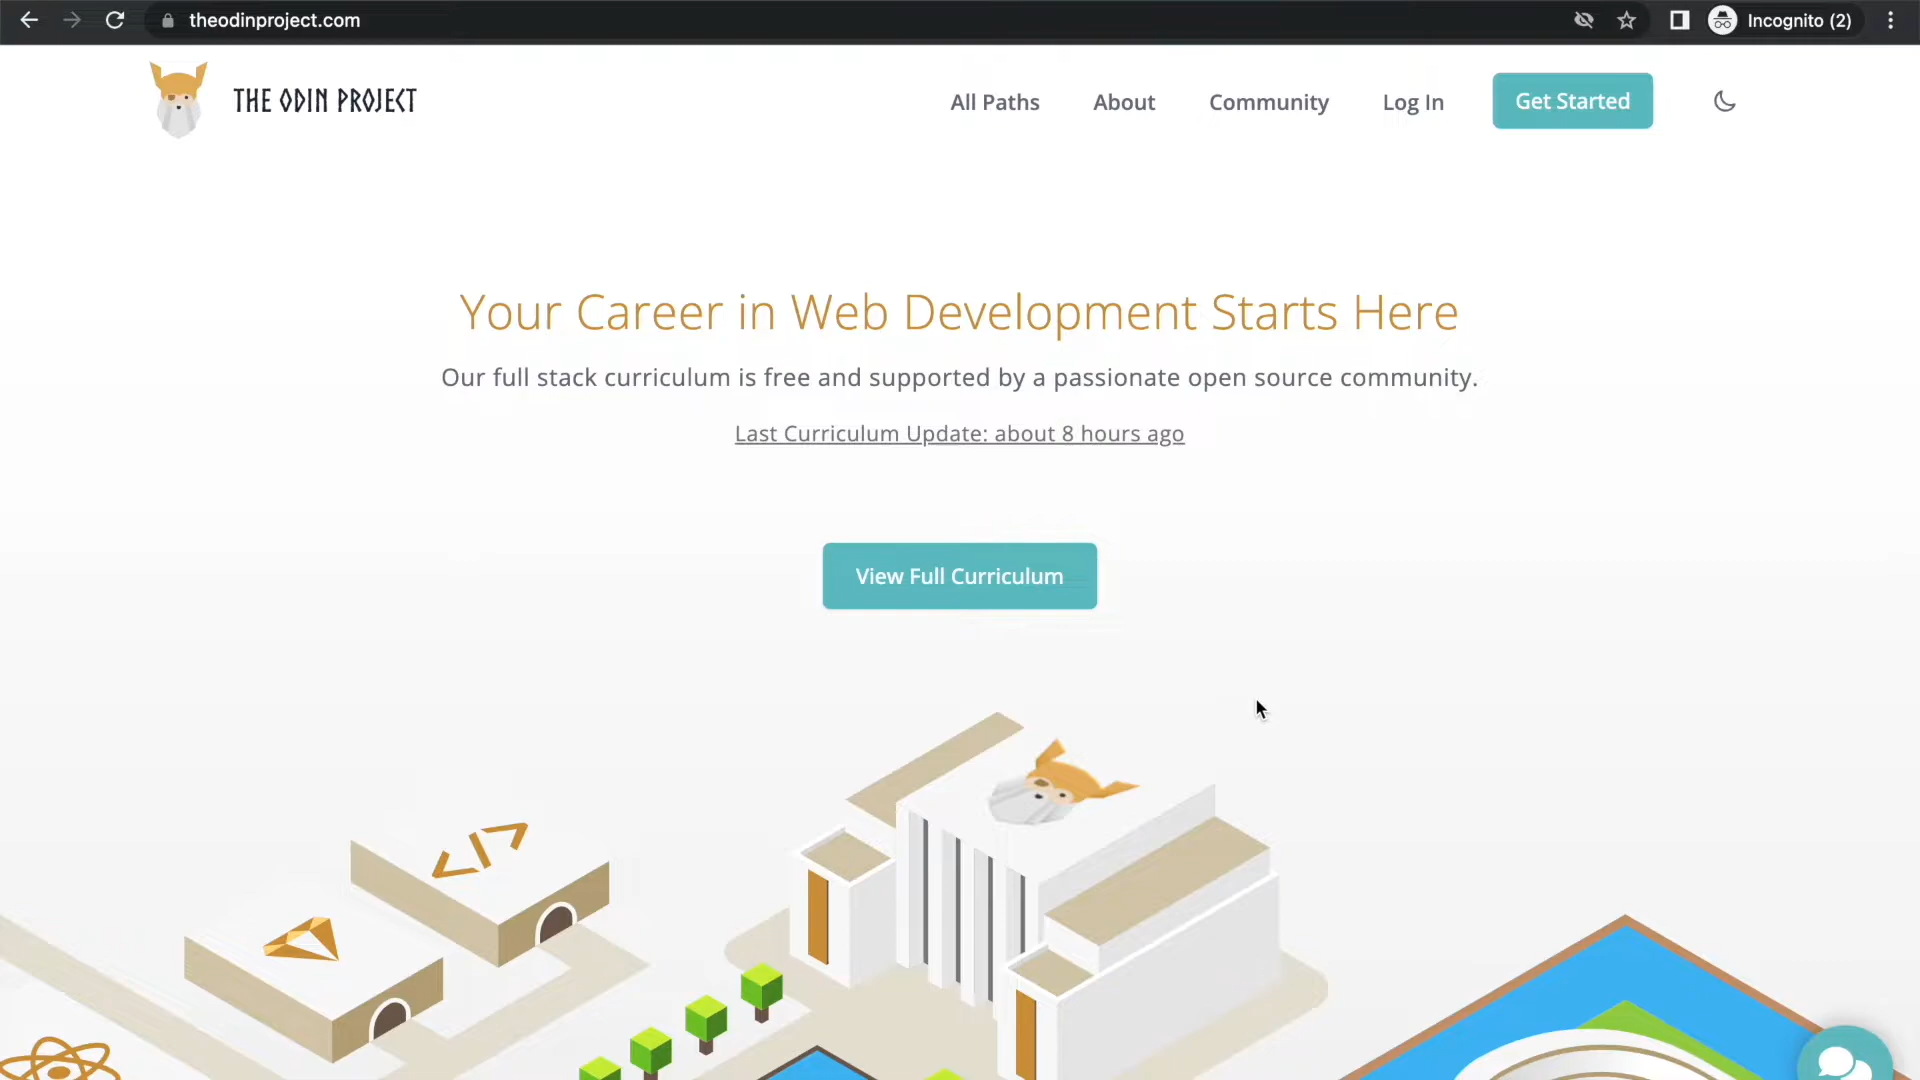 theodinproject.com
Incognito (2)
THE ODIN PROJECT
All Paths
About
Community
Log In
Get Started
Your Career in Web Development Starts Here
Our full stack curriculum is free and supported by a passionate open source community.
Last Curriculum Update: about 8 hours ago
View Full Curriculum
</>